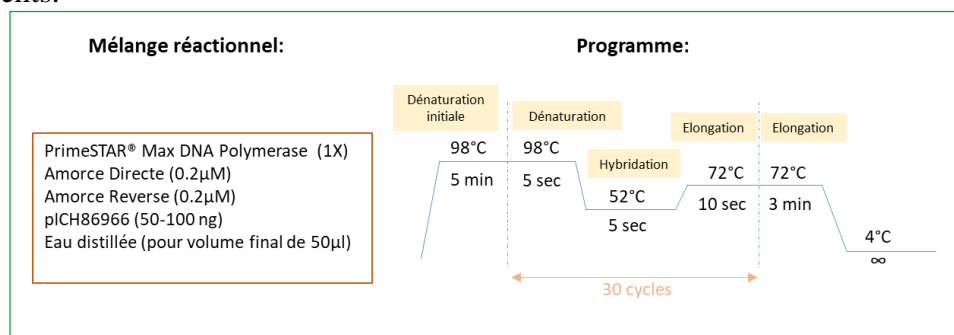 Mélange réactionnel:
Programme:
Dénaturation
initiale
Dénaturation
Elongation
Elongation
98°C
98°C
Hybridation
72°C
72°C
5 min
5 sec
52°C
10 sec
3 min
5 sec
4°C
∞
30 cycles
PrimeSTAR® Max DNA Polymerase (1X)
Amorce Directe (0.2µM)
Amorce Reverse (0.2µM)
pICH86966 (50-100 ng)
Eau distillée (pour volume final de 50µl)